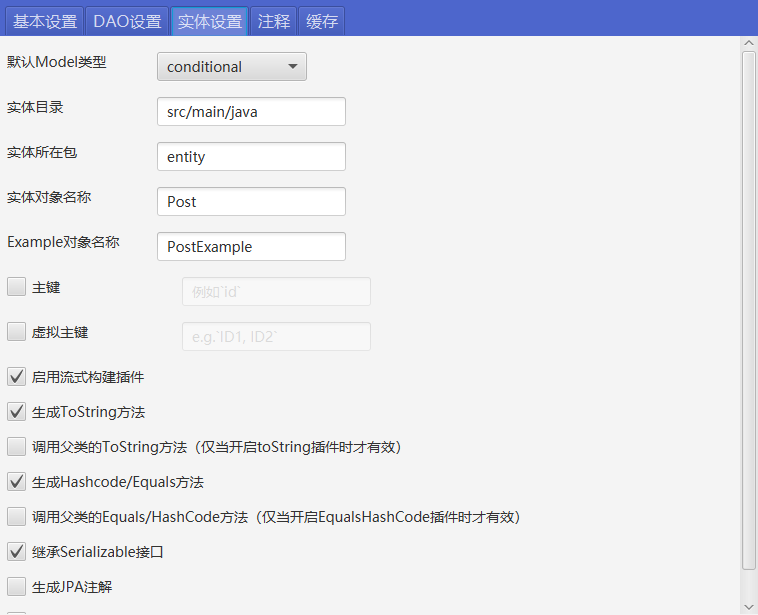 基本设置 DAO设置 实体设置 注释 缓存
默认Model类型 conditional
实体目录 src/main/java
实体所在包 entity
实体对象名称 Post
Example对象名称 PostExample
主键 例如`id`
虚拟主键 e.g.`ID1, ID2`
启用流式构建插件
生成ToString方法
调用父类的ToString方法（仅当开启toString插件时才有效）
生成Hashcode/Equals方法
调用父类的Equals/HashCode方法（仅当开启EqualsHashCode插件时才有效）
继承Serializable接口
生成JPA注解